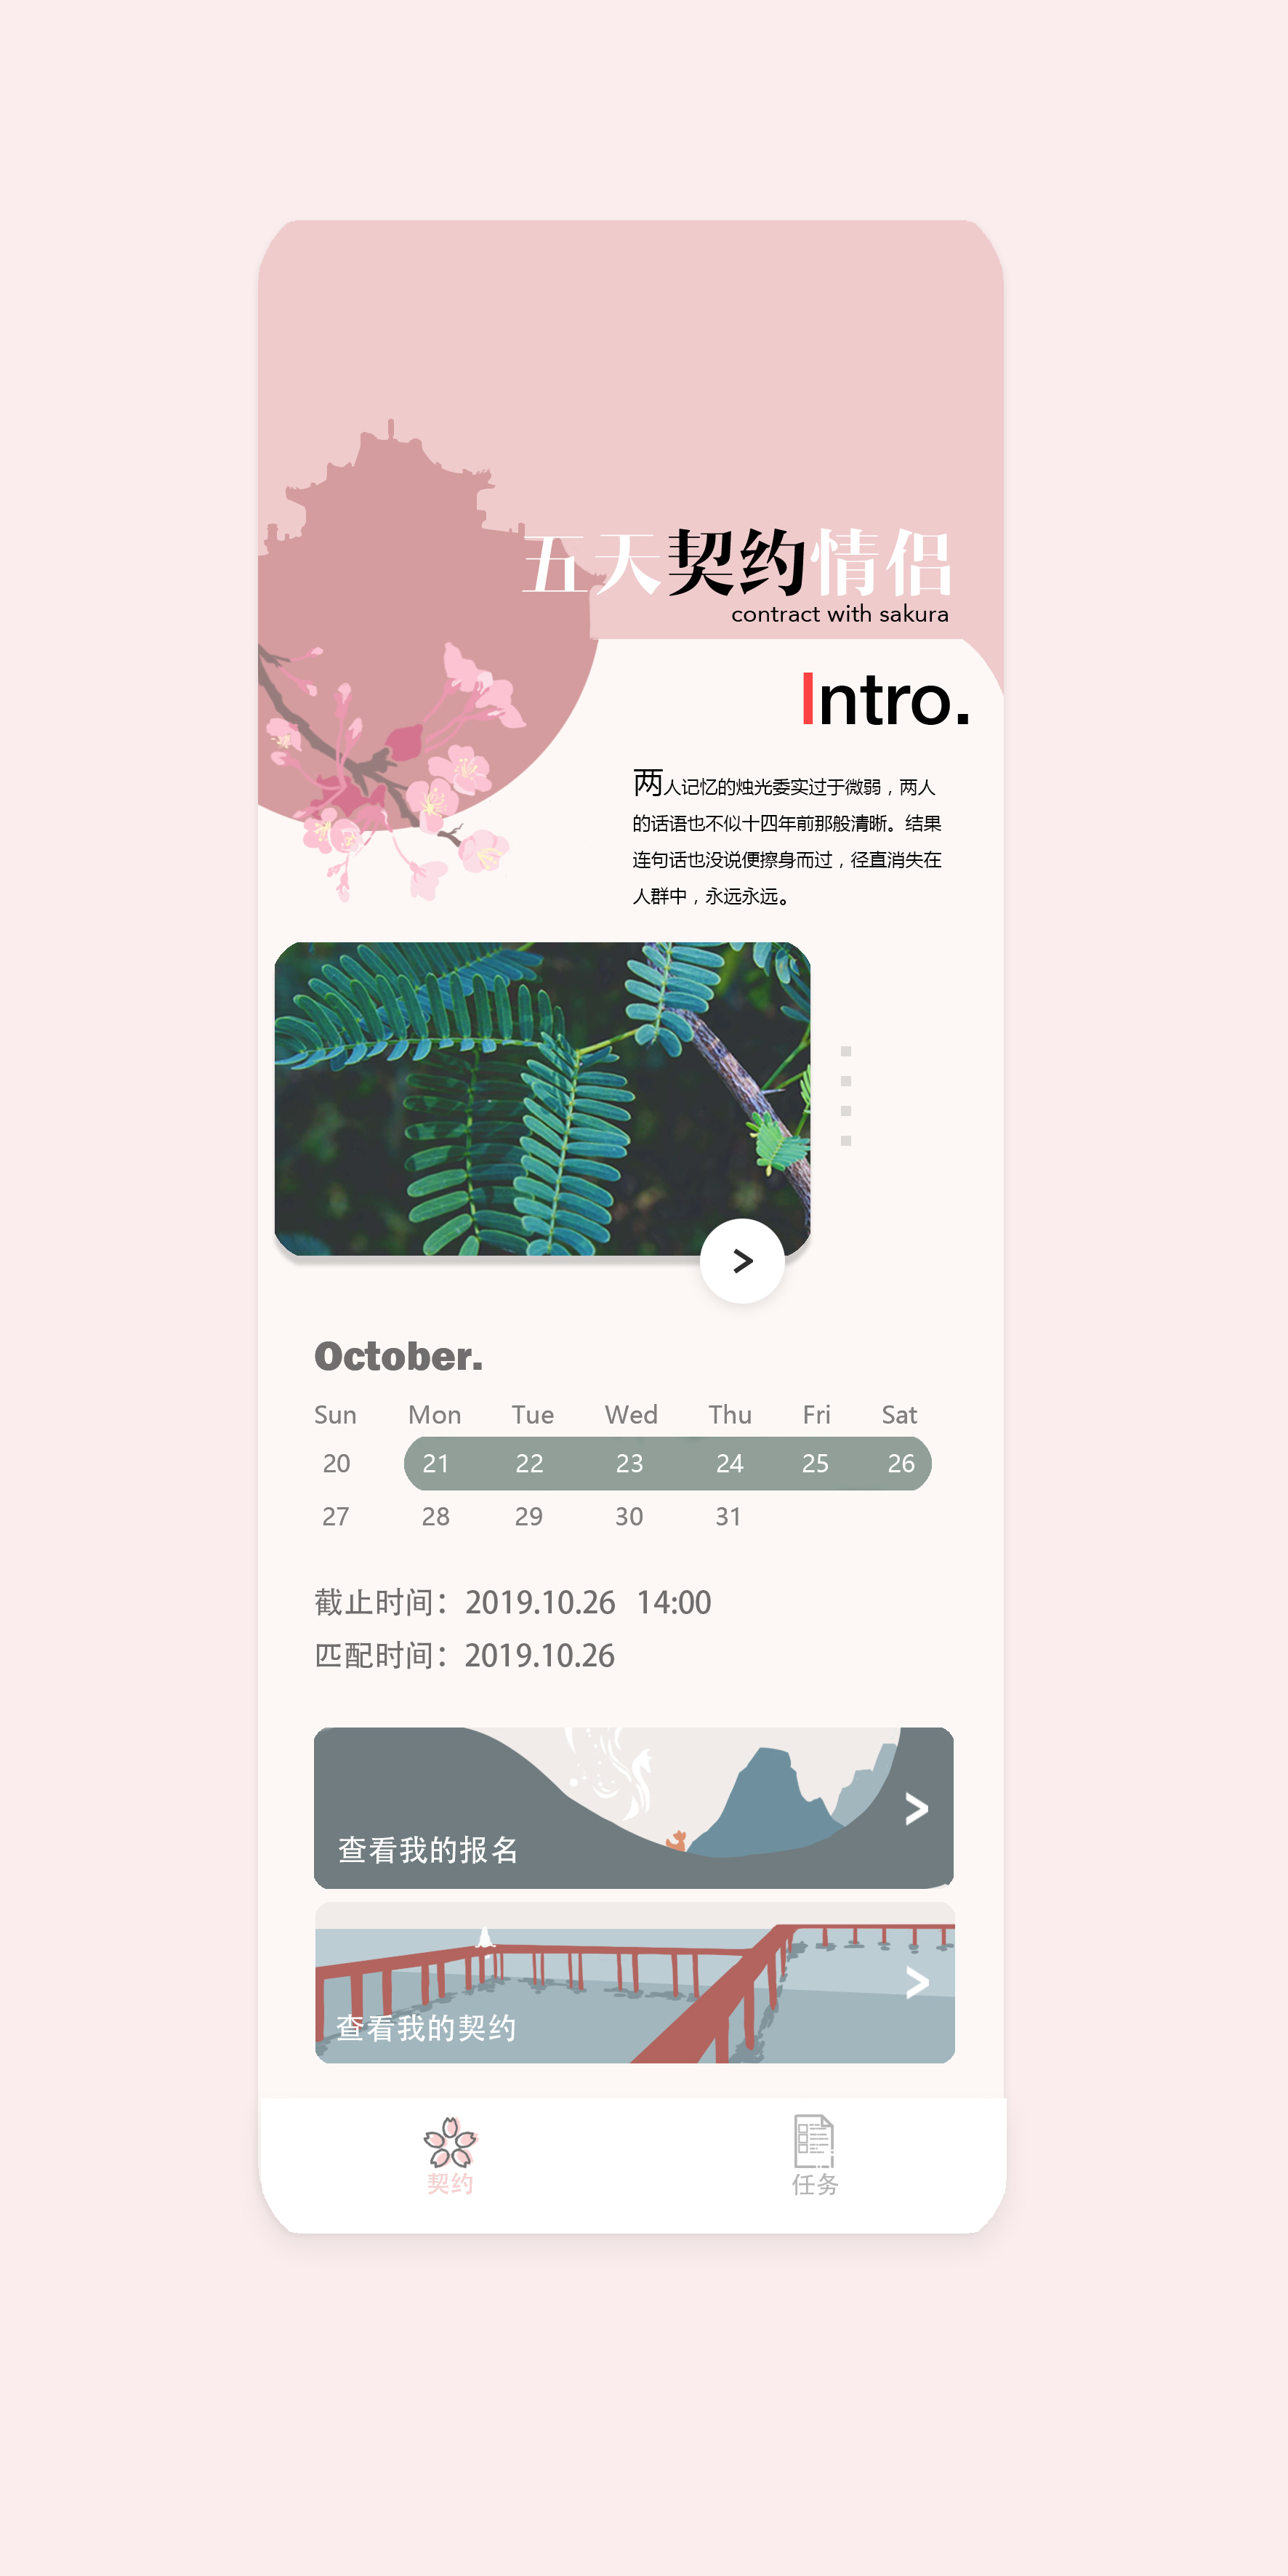 五天契约情侣
contract with sakura
Intro.
两人记忆的烛光委实过于微弱，两人
的话语也不似十四年前那般清晰。结果
连句话也没说便擦身而过，径直消失在
人群中，永远永远。
>
October.
Sun Mon Tue Wed Thu Fri Sat
20 21 22 23 24 25 26
27 28 29 30 31
截止时间：2019.10.26 14:00
匹配时间：2019.10.26
查看我的报名 >
查看我的契约 >
契约 任务